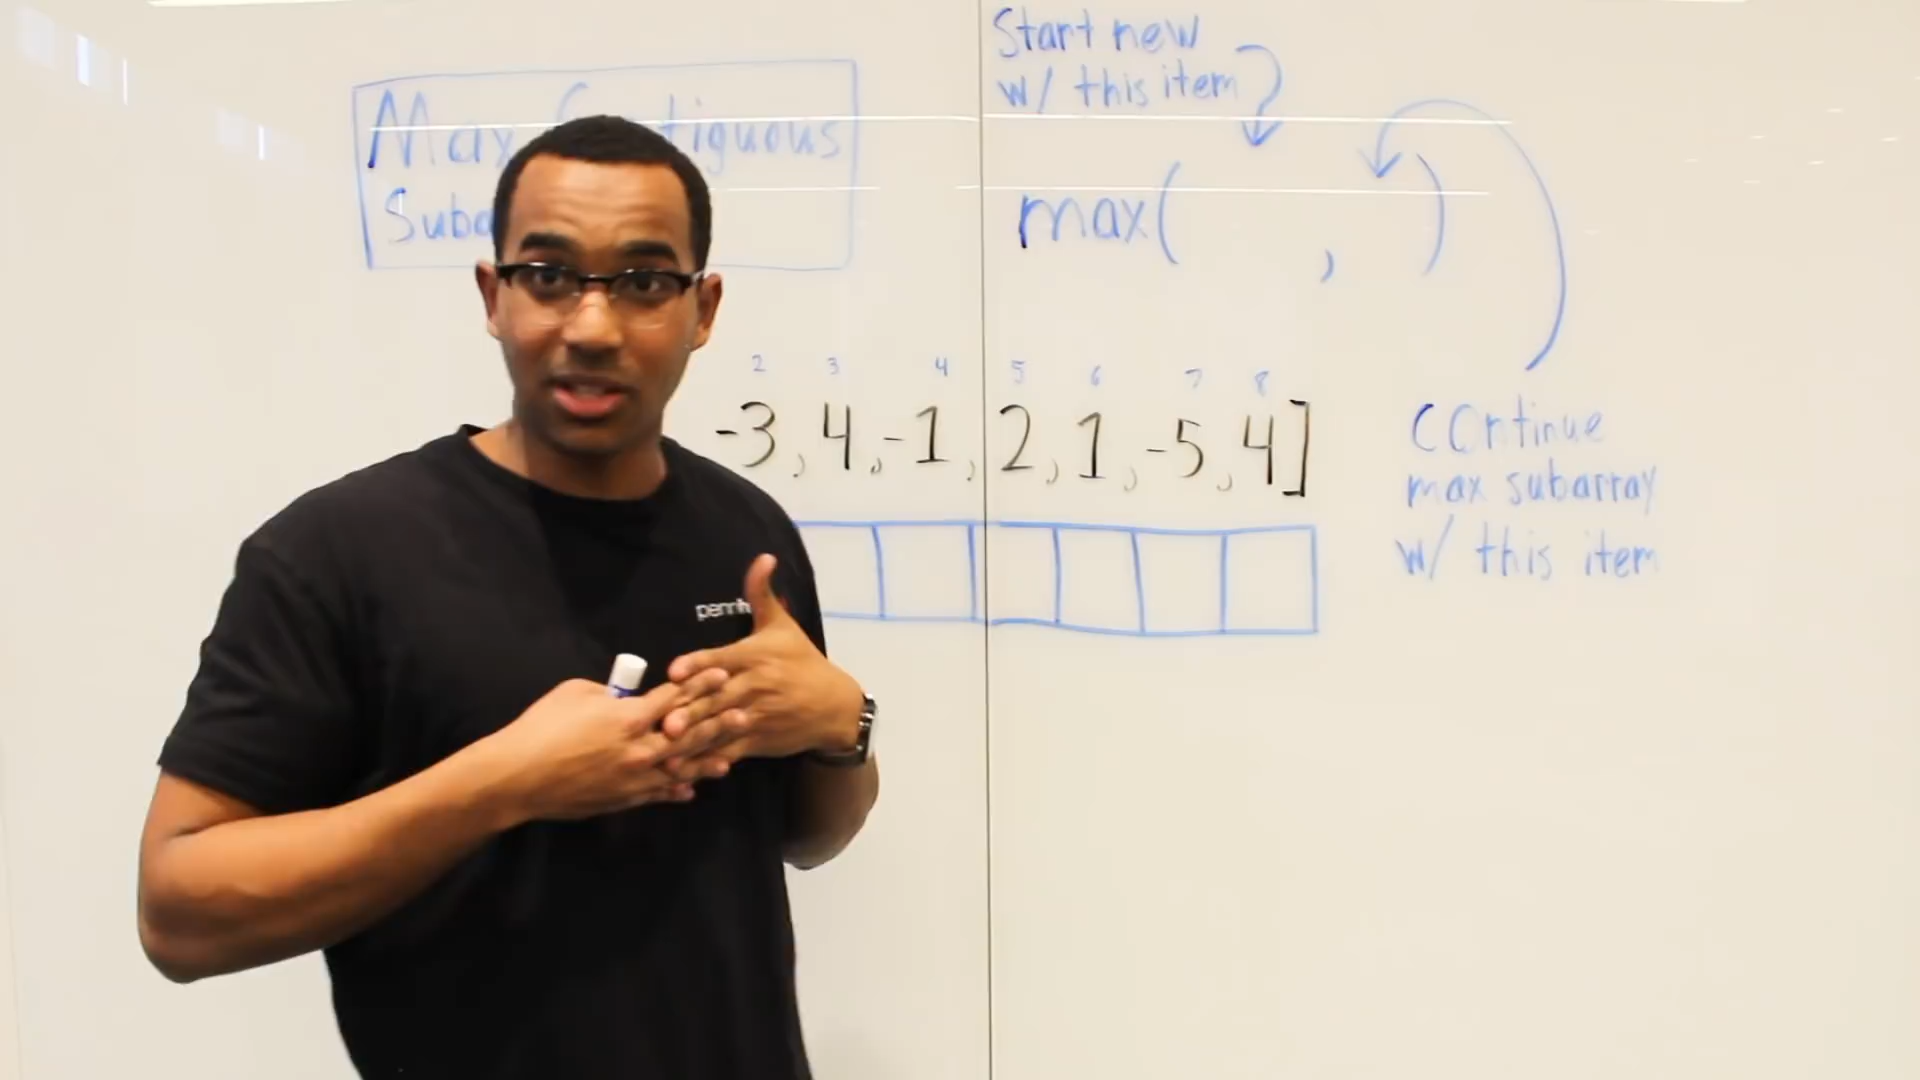 Start new
w/ this item
Max tiguous
Suba
max( , )
2 3 4 5 6 7 8
-3, 4, -1, 2, 1, -5, 4]
continue
max subarray
w/ this item
penn